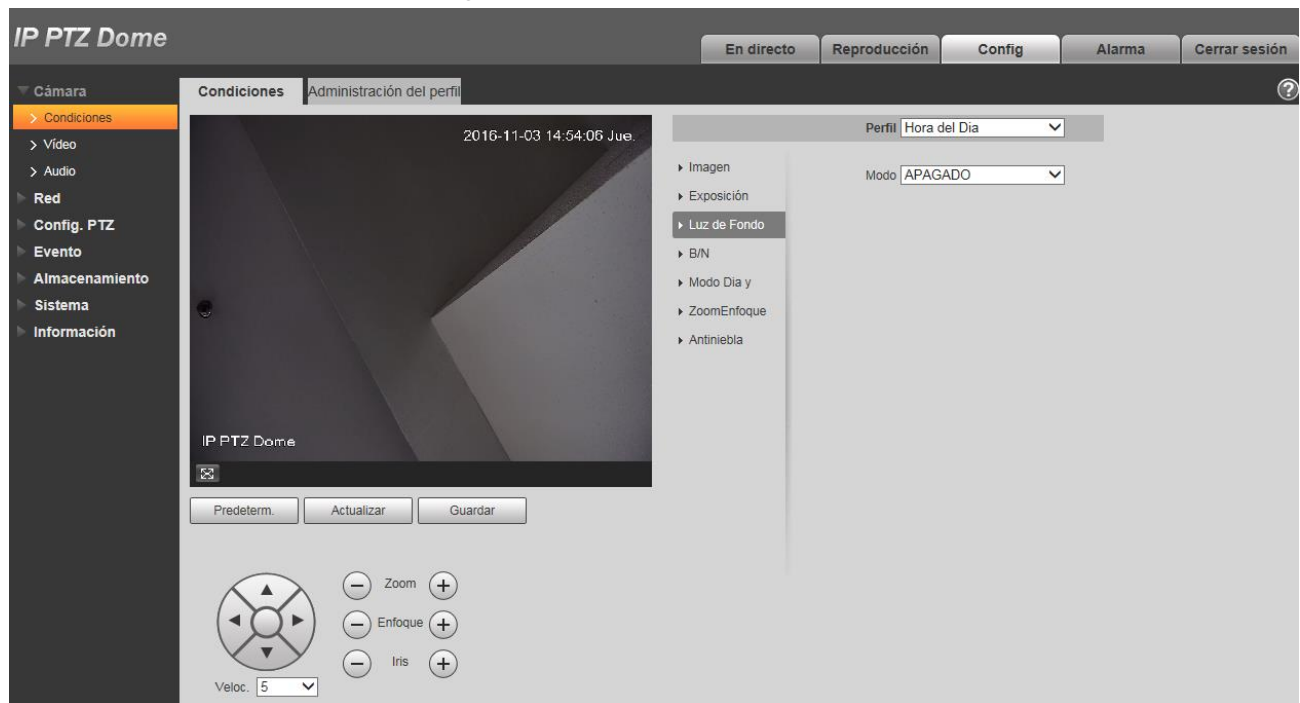 IP PTZ Dome
En directo
Reproducción
Config
Alarma
Cerrar sesión
Cámara
Condiciones
Vídeo
Audio
Red
Config. PTZ
Evento
Almacenamiento
Sistema
Información
Condiciones
Administración del perfil
?
2016-11-03 14:54:06 Jue.
IP PTZ Dome
Predeterm.
Actualizar
Guardar
Zoom
Enfoque
Iris
Veloc. 5
Perfil Hora del Dia
Imagen
Exposición
Luz de Fondo
B/N
Modo Dia y
ZoomEnfoque
Antiniebla
Modo APAGADO